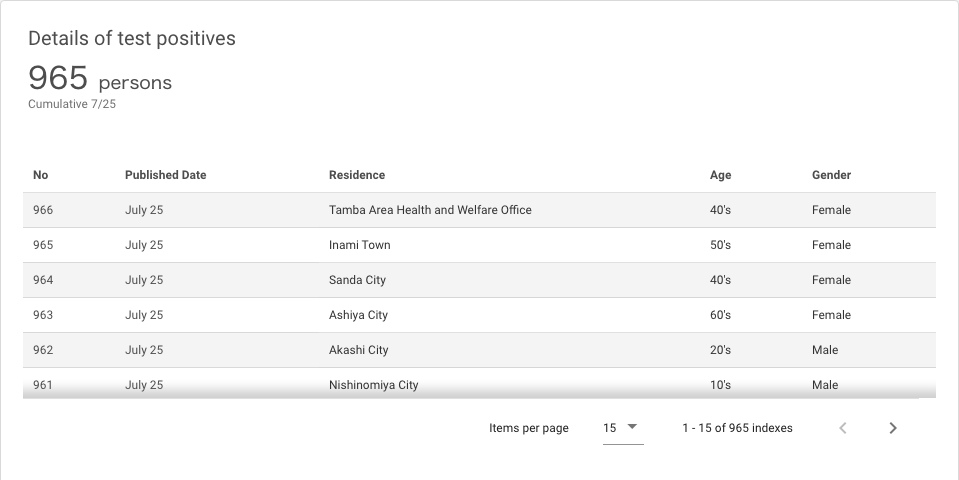 Details of test positives
965 persons
Cumulative 7/25
No Published Date Residence Age Gender
966 July 25 Tamba Area Health and Welfare Office 40's Female
965 July 25 Inami Town 50's Female
964 July 25 Sanda City 40's Female
963 July 25 Ashiya City 60's Female
962 July 25 Akashi City 20's Male
961 July 25 Nishinomiya City 10's Male
Items per page 15 1 - 15 of 965 indexes